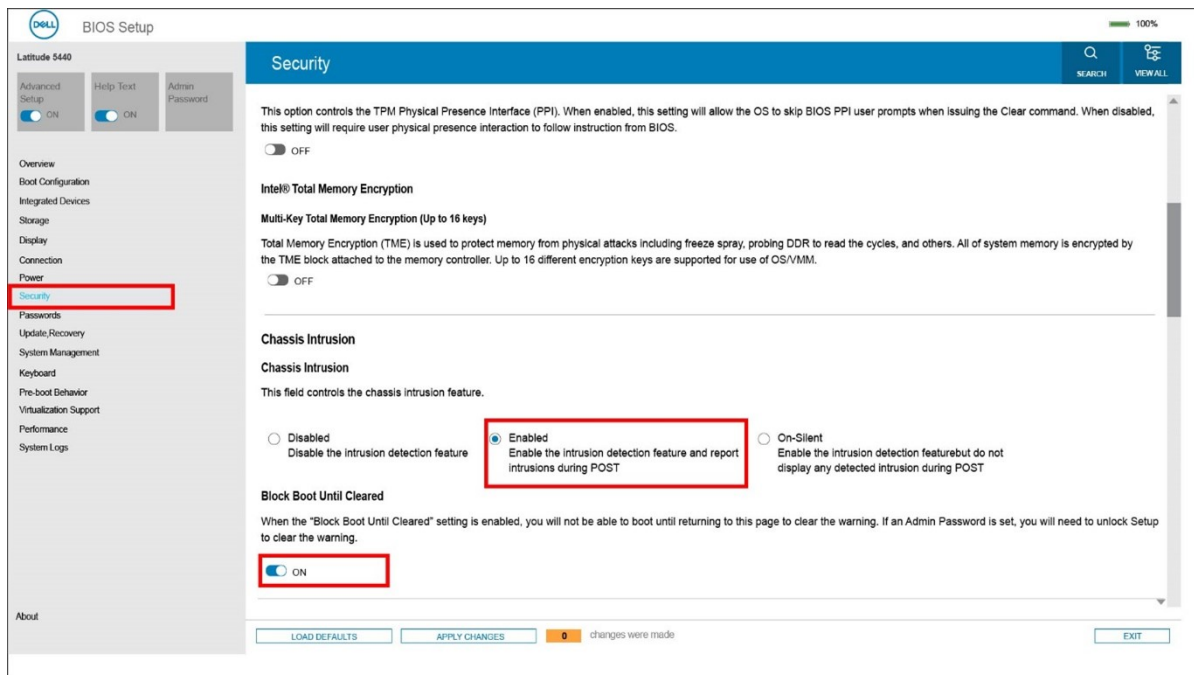 DELL
BIOS Setup
100%
Latitude 5440
Advanced
Setup
ON
Help Text
ON
Admin
Password
Overview
Boot Configuration
Integrated Devices
Storage
Display
Connection
Power
Security
Passwords
Update,Recovery
System Management
Keyboard
Pre-boot Behavior
Virtualization Support
Performance
System Logs
About
Security
SEARCH
VIEW ALL
This option controls the TPM Physical Presence Interface (PPI). When enabled, this setting will allow the OS to skip BIOS PPI user prompts when issuing the Clear command. When disabled,
this setting will require user physical presence interaction to follow instruction from BIOS.
OFF
Intel® Total Memory Encryption
Multi-Key Total Memory Encryption (Up to 16 keys)
Total Memory Encryption (TME) is used to protect memory from physical attacks including freeze spray, probing DDR to read the cycles, and others. All of system memory is encrypted by
the TME block attached to the memory controller. Up to 16 different encryption keys are supported for use of OS/VMM.
OFF
Chassis Intrusion
Chassis Intrusion
This field controls the chassis intrusion feature.
Disabled
Disable the intrusion detection feature
Enabled
Enable the intrusion detection feature and report
intrusions during POST
On-Silent
Enable the intrusion detection featurebut do not
display any detected intrusion during POST
Block Boot Until Cleared
When the "Block Boot Until Cleared" setting is enabled, you will not be able to boot until returning to this page to clear the warning. If an Admin Password is set, you will need to unlock Setup
to clear the warning.
ON
LOAD DEFAULTS
APPLY CHANGES
0 changes were made
EXIT